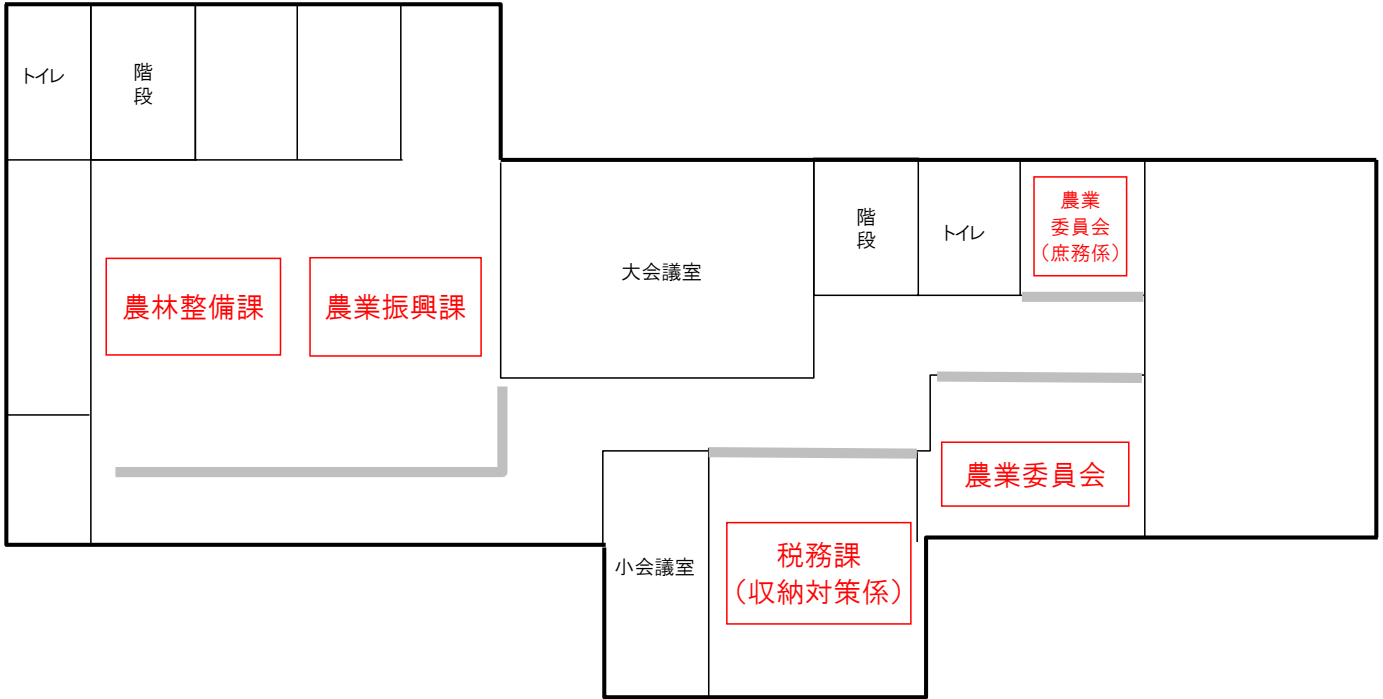 トイレ
階
段
農林整備課
農業振興課
大会議室
階
段
トイレ
農業
委員会
（庶務係）
農業委員会
小会議室
税務課
（収納対策係）